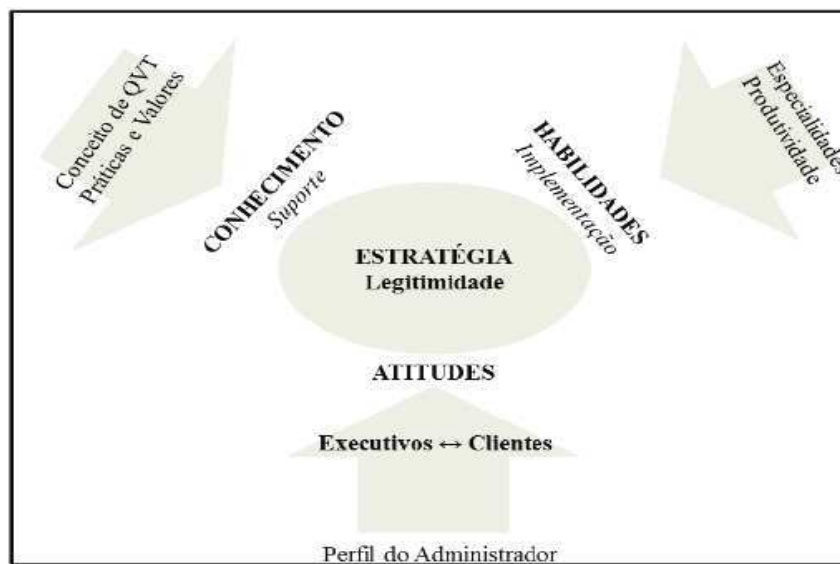 Conceito de QVT
Práticas e Valores
CONHECIMENTO
Suporte
HABILIDADES
Implementação
Especialidades
Produtividade
ESTRATÉGIA
Legitimidade
ATITUDES
Executivos ↔ Clientes
Perfil do Administrador